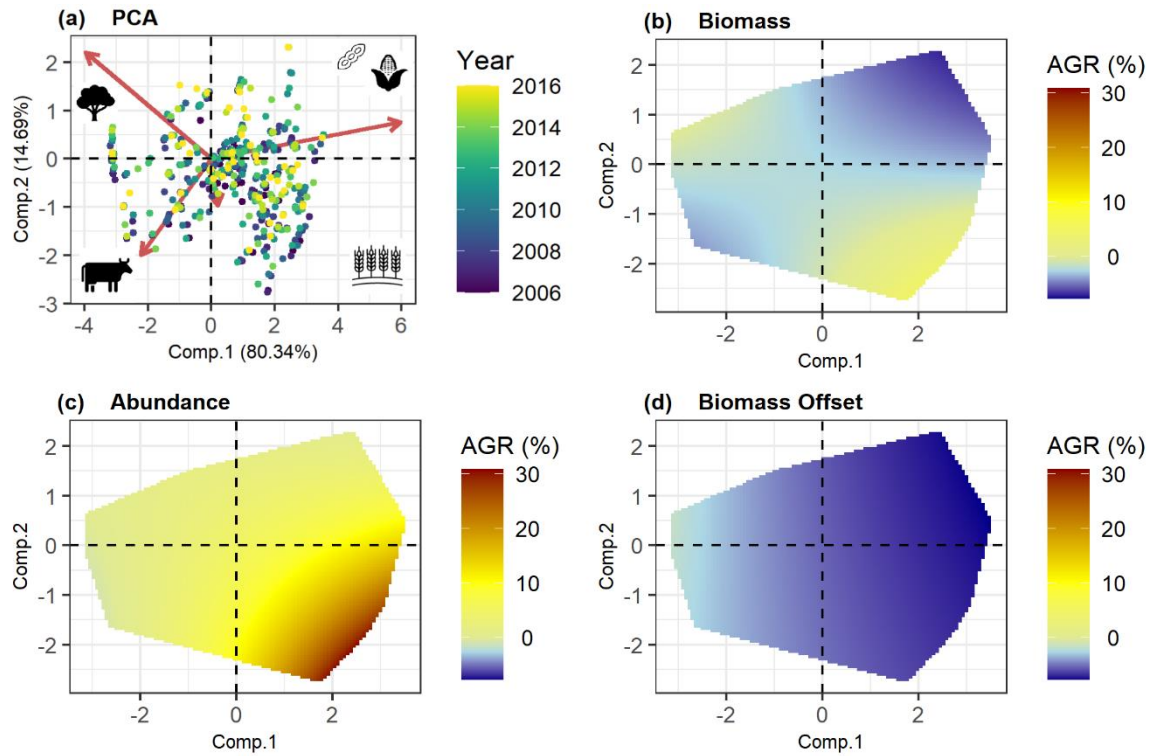 (a) PCA
2
1
0
-1
-2
-3
Comp.2 (14.69%)
-4 -2 0 2 4 6
Comp.1 (80.34%)
Year
2016
2014
2012
2010
2008
2006
(b) Biomass
2
1
0
-1
-2
Comp.2
-2 0 2
Comp.1
AGR (%)
30
20
10
0
(c) Abundance
2
1
0
-1
-2
Comp.2
-2 0 2
Comp.1
AGR (%)
30
20
10
0
(d) Biomass Offset
2
1
0
-1
-2
Comp.2
-2 0 2
Comp.1
AGR (%)
30
20
10
0